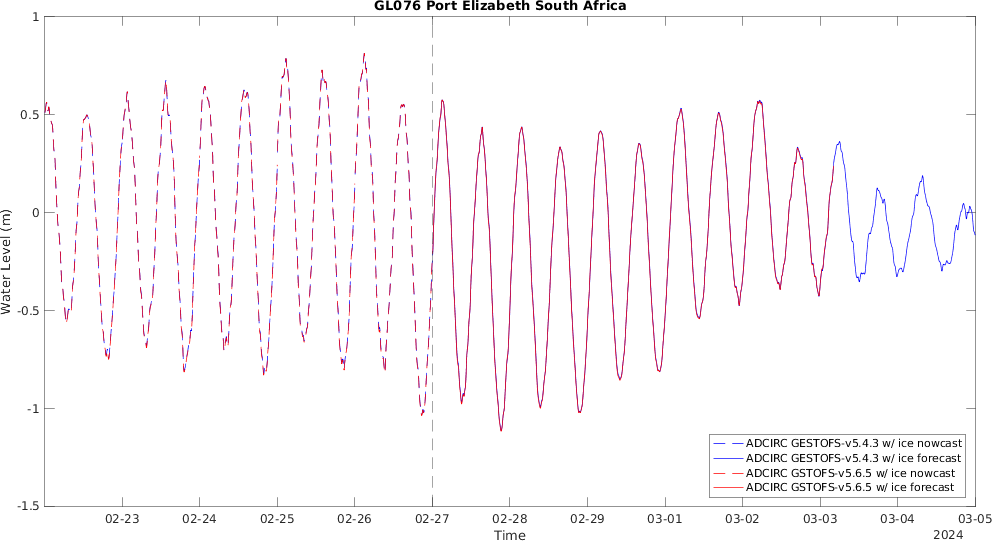 GL076 Port Elizabeth South Africa
1
0.5
0
-0.5
-1
-1.5
Water Level (m)
ADCIRC GESTOFS-v5.4.3 w/ ice nowcast
ADCIRC GESTOFS-v5.4.3 w/ ice forecast
ADCIRC GSTOFS-v5.6.5 w/ ice nowcast
ADCIRC GSTOFS-v5.6.5 w/ ice forecast
02-23 02-24 02-25 02-26 02-27 02-28 02-29 03-01 03-02 03-03 03-04 03-05
Time
2024